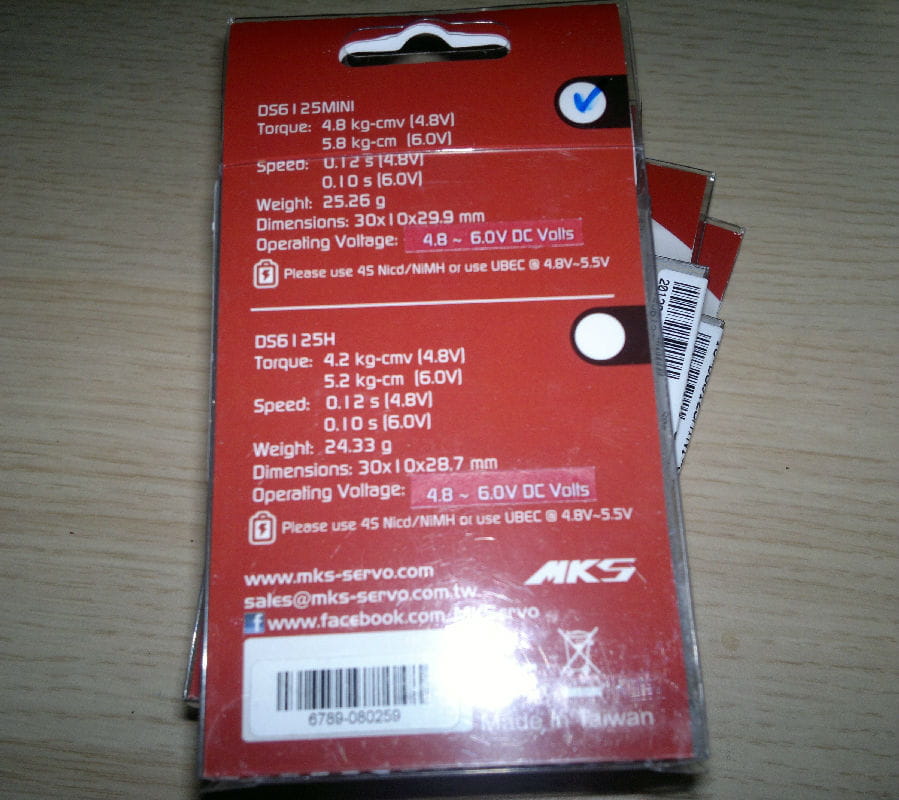 DS6125MINI
Torque: 4.8 kg-cmv (4.8V)
5.8 kg-cm (6.0V)
Speed: 0.12 s (4.8V)
0.10 s (6.0V)
Weight: 25.26 g
Dimensions: 30x10x29.9 mm
Operating Voltage: 4.8 ~ 6.0V DC Volts
Please use 4S Nicd/NiMH or use UBEC @ 4.8V~5.5V
DS6125H
Torque: 4.2 kg-cmv (4.8V)
5.2 kg-cm (6.0V)
Speed: 0.12 s (4.8V)
0.10 s (6.0V)
Weight: 24.33 g
Dimensions: 30x10x28.7 mm
Operating Voltage: 4.8 ~ 6.0V DC Volts
Please use 4S Nicd/NiMH or use UBEC @ 4.8V~5.5V
www.mks-servo.com
MKS
sales@mks-servo.com.tw
f www.facebook.com
6789-080259
Made in Taiwan